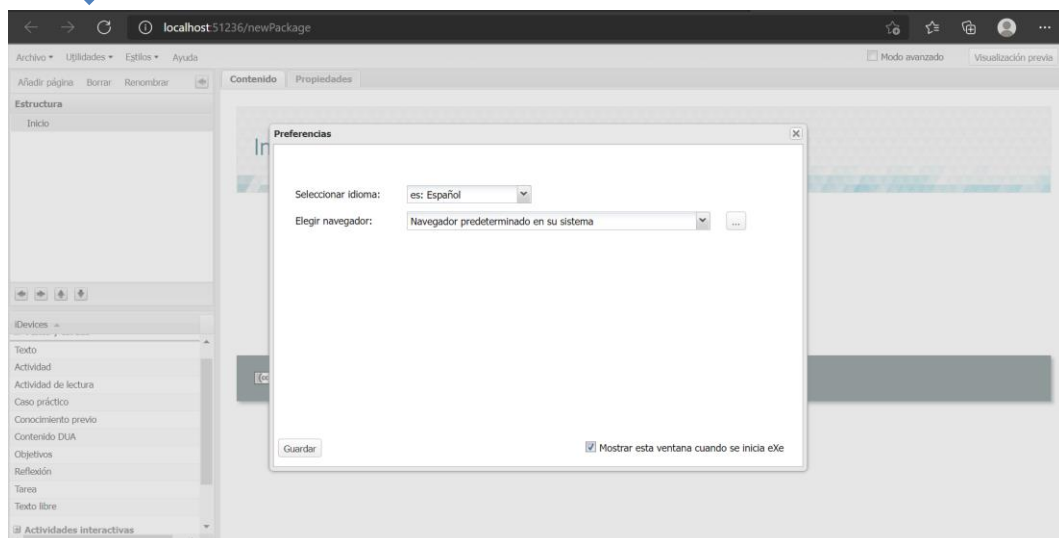 localhost:51236/newPackage
Archivo Utilidades Estilos Ayuda
Modo avanzado Visualización previa
Añadir página Borrar Renombrar
Contenido Propiedades
Estructura
Inicio
In
Preferencias
Seleccionar idioma: es: Español
Elegir navegador: Navegador predeterminado en su sistema ...
Guardar
Mostrar esta ventana cuando se inicia eXe
iDevices
Texto
Actividad
Actividad de lectura
Caso práctico
Conocimiento previo
Contenido DUA
Objetivos
Reflexión
Tarea
Texto libre
Actividades interactivas